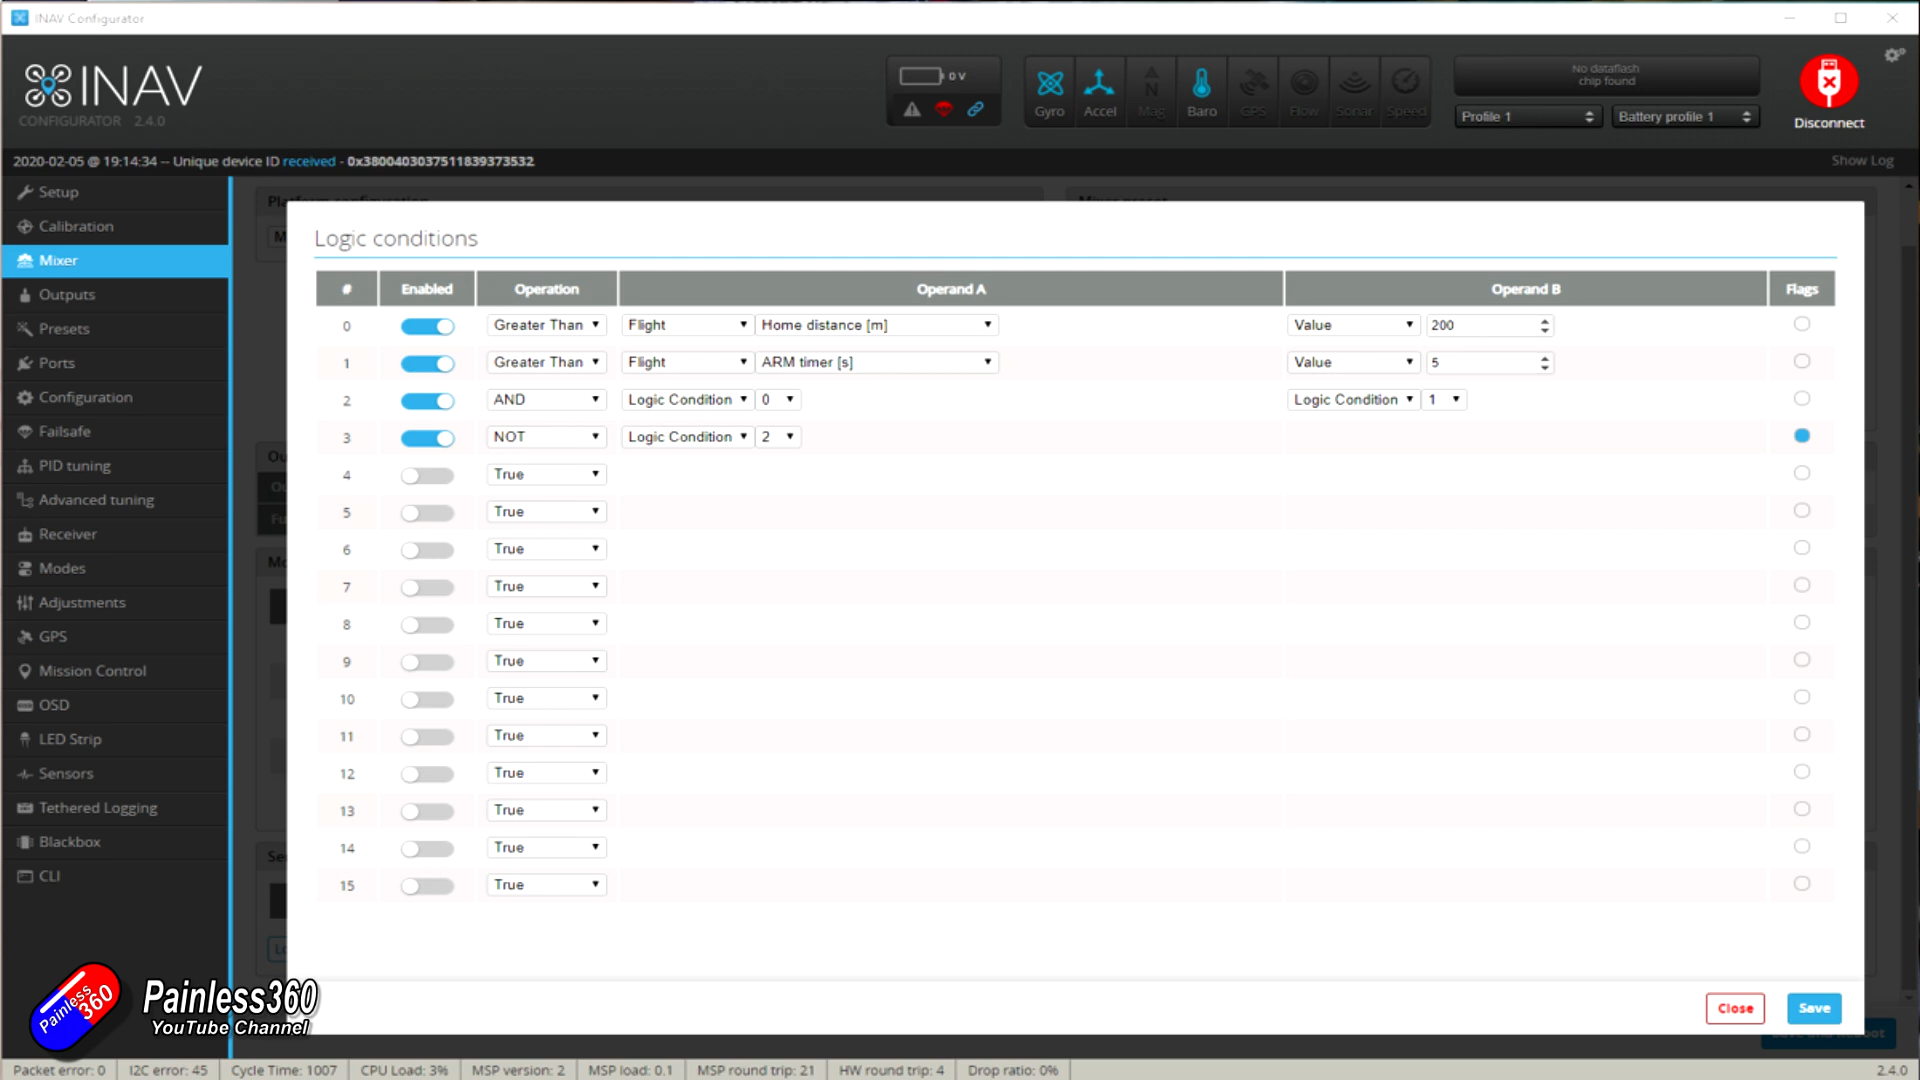 INAV Configurator
INAV
CONFIGURATOR 2.4.0
0 V
Gyro Accel Mag Baro GPS Flow Sonar Speed
No dataflash
chip found
Profile 1 Battery profile 1
Disconnect
2020-02-05 @ 19:14:34 -- Unique device ID received - 0x3800403037511839373532
Show Log
Setup
Calibration
Mixer
Outputs
Presets
Ports
Configuration
Failsafe
PID tuning
Advanced tuning
Receiver
Modes
Adjustments
GPS
Mission Control
OSD
LED Strip
Sensors
Tethered Logging
Blackbox
CLI
Logic conditions
# Enabled Operation Operand A Operand B Flags
0 Greater Than Flight Home distance [m] Value 200
1 Greater Than Flight ARM timer [s] Value 5
2 AND Logic Condition 0 Logic Condition 1
3 NOT Logic Condition 2
4 True
5 True
6 True
7 True
8 True
9 True
10 True
11 True
12 True
13 True
14 True
15 True
Close Save
Painless360
Painless360
YouTube Channel
Packet error: 0 I2C error: 45 Cycle Time: 1007 CPU Load: 3% MSP version: 2 MSP load: 0.1 MSP round trip: 21 HW round trip: 4 Drop ratio: 0% 2.4.0